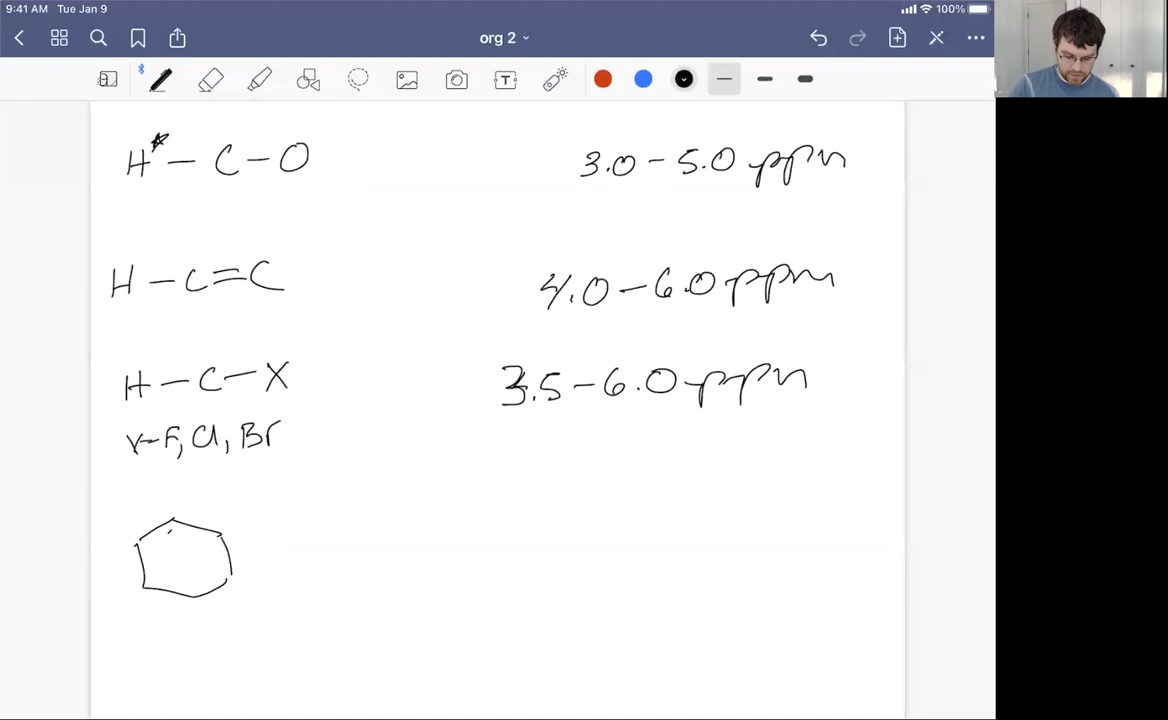 9:41 AM Tue Jan 9
100%
org 2
T
H* — C — O 3.0 – 5.0 ppm
H — C = C 4.0 – 6.0 ppm
H — C — X 3.5 – 6.0 ppm
X = F, Cl, Br